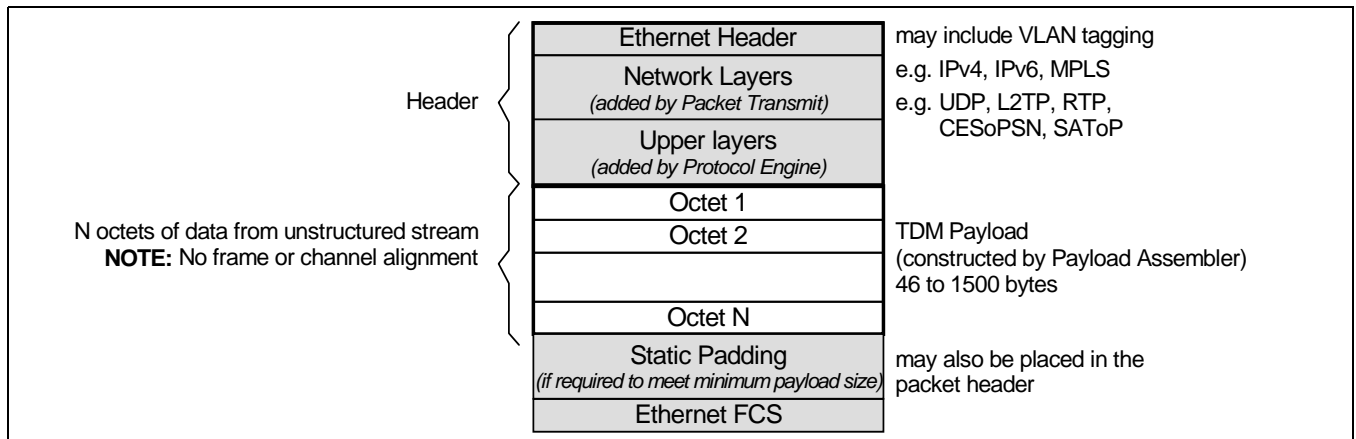 Ethernet Header
may include VLAN tagging
Network Layers
(added by Packet Transmit)
e.g. IPv4, IPv6, MPLS
Header
e.g. UDP, L2TP, RTP,
CESoPSN, SAToP
Upper layers
(added by Protocol Engine)
Octet 1
N octets of data from unstructured stream
NOTE: No frame or channel alignment
Octet 2
TDM Payload
(constructed by Payload Assembler)
46 to 1500 bytes
Octet N
Static Padding
(if required to meet minimum payload size)
may also be placed in the
packet header
Ethernet FCS